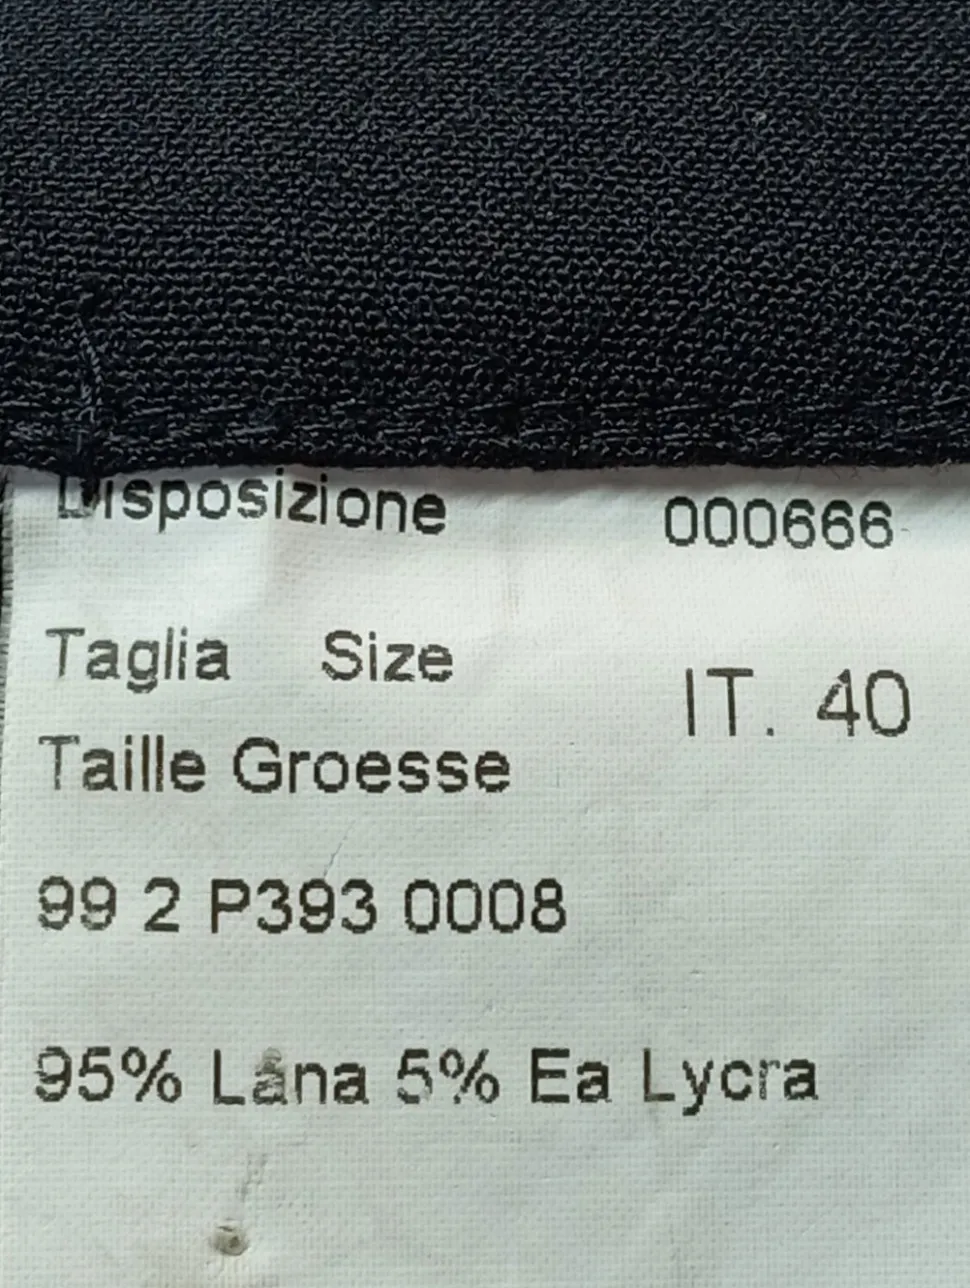 Disposizione 000666
Taglia Size
IT. 40
Taille Groesse
99 2 P393 0008
95% Lana 5% Ea Lycra